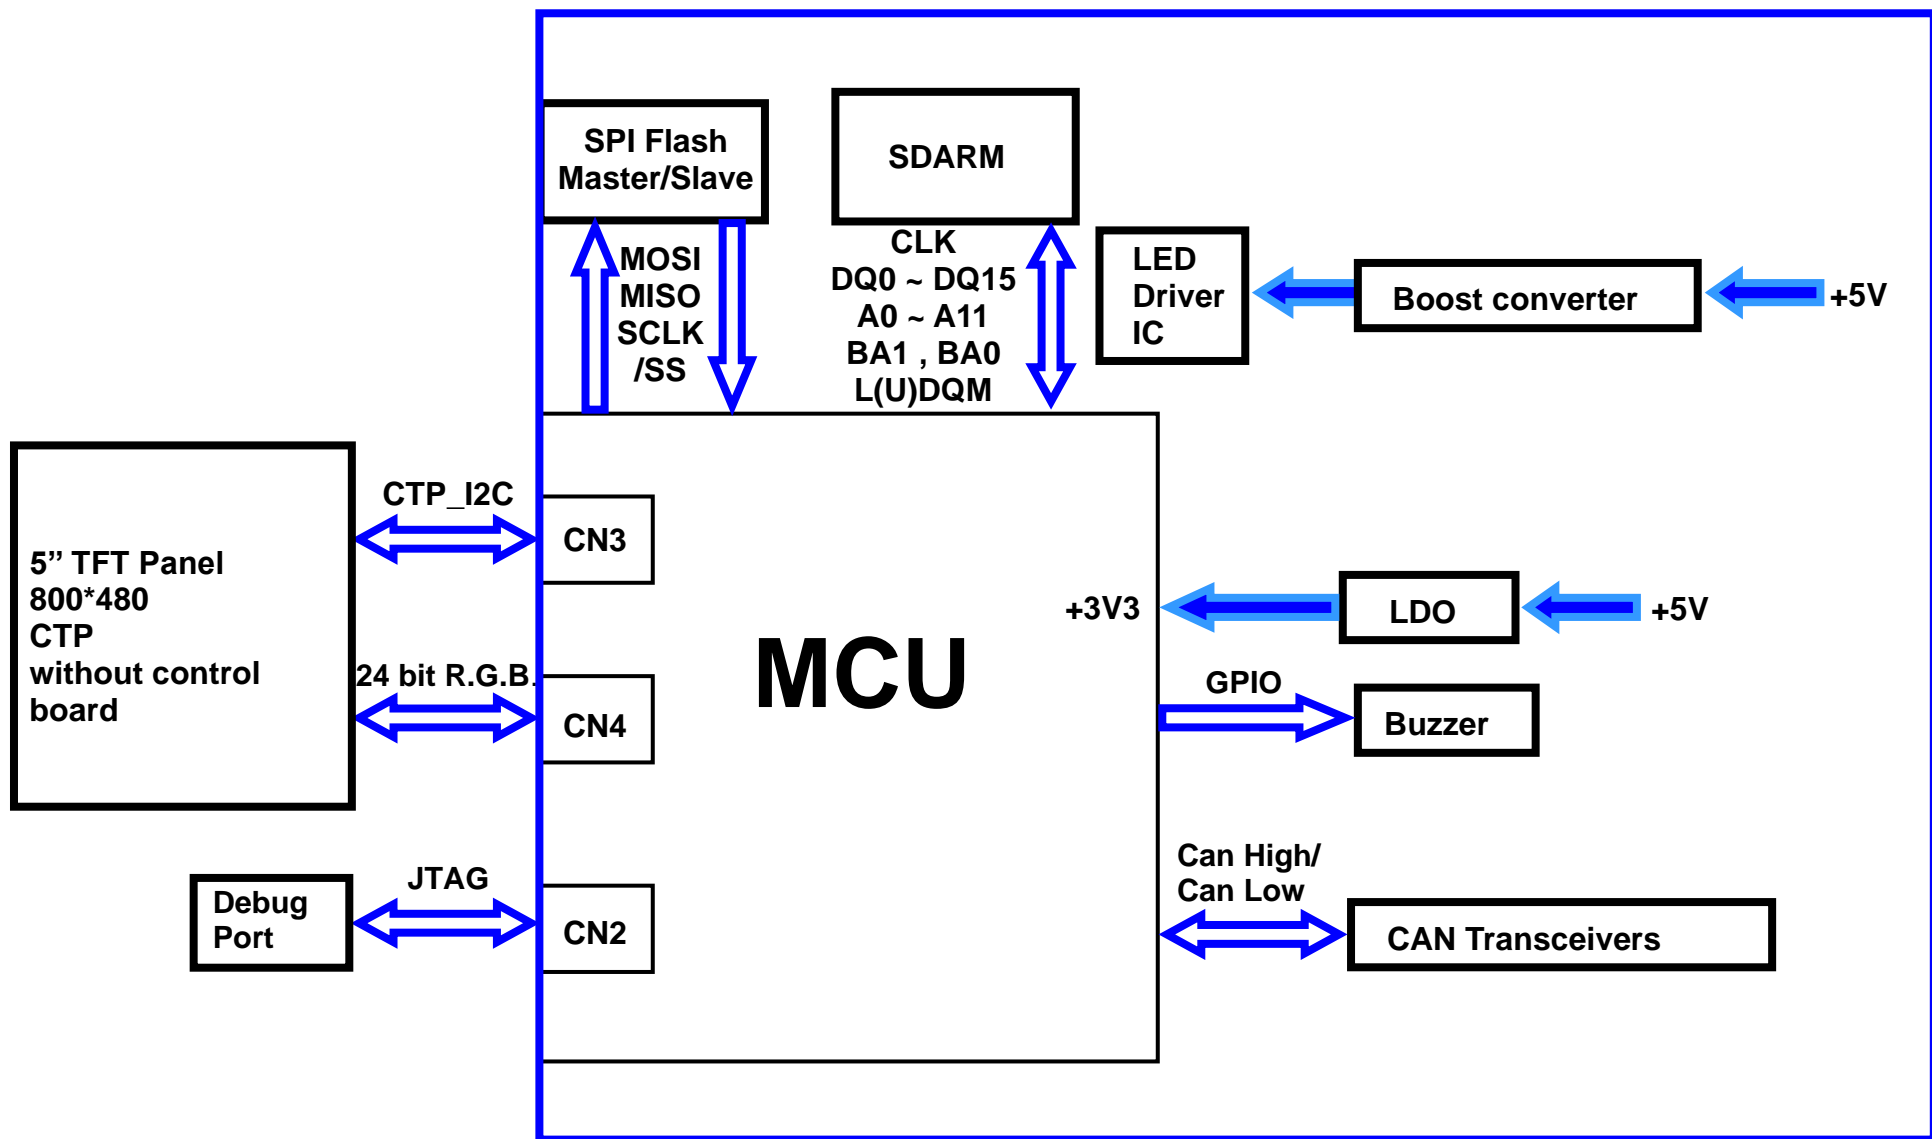 SPI Flash
Master/Slave
SDARM
MOSI
MISO
SCLK
/SS
CLK
DQ0 ~ DQ15
A0 ~ A11
BA1 , BA0
L(U)DQM
LED
Driver
IC
Boost converter
+5V
5” TFT Panel
800*480
CTP
without control
board
CTP_I2C
CN3
24 bit R.G.B.
CN4
MCU
+3V3
LDO
+5V
GPIO
Buzzer
Debug
Port
JTAG
CN2
Can High/
Can Low
CAN Transceivers